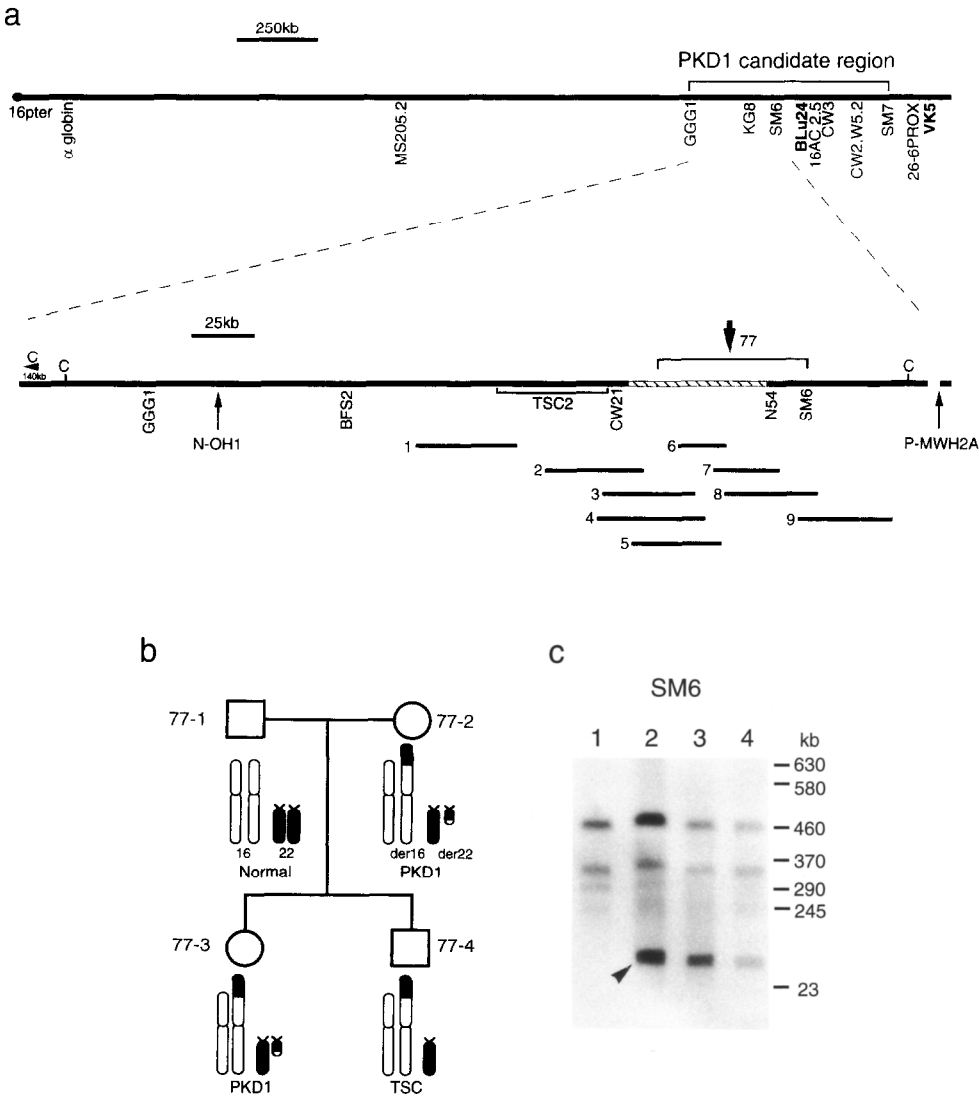 a
250kb
PKD1 candidate region
16pter
α globin
MS205.2
GGG1
KG8
SM6
BLu24
16AC 2.5
CW3
CW2.W5.2
SM7
26-6PROX
VK5
25kb
77
C
140kb
C
C
GGG1
N-OH1
BFS2
TSC2
CW21
N54
SM6
P-MWH2A
1
6
2
7
3
8
4
9
5
b
77-1
77-2
16
22
Normal
der16
der22
PKD1
77-3
77-4
PKD1
TSC
c
SM6
1 2 3 4 kb
630
580
460
370
290
245
23